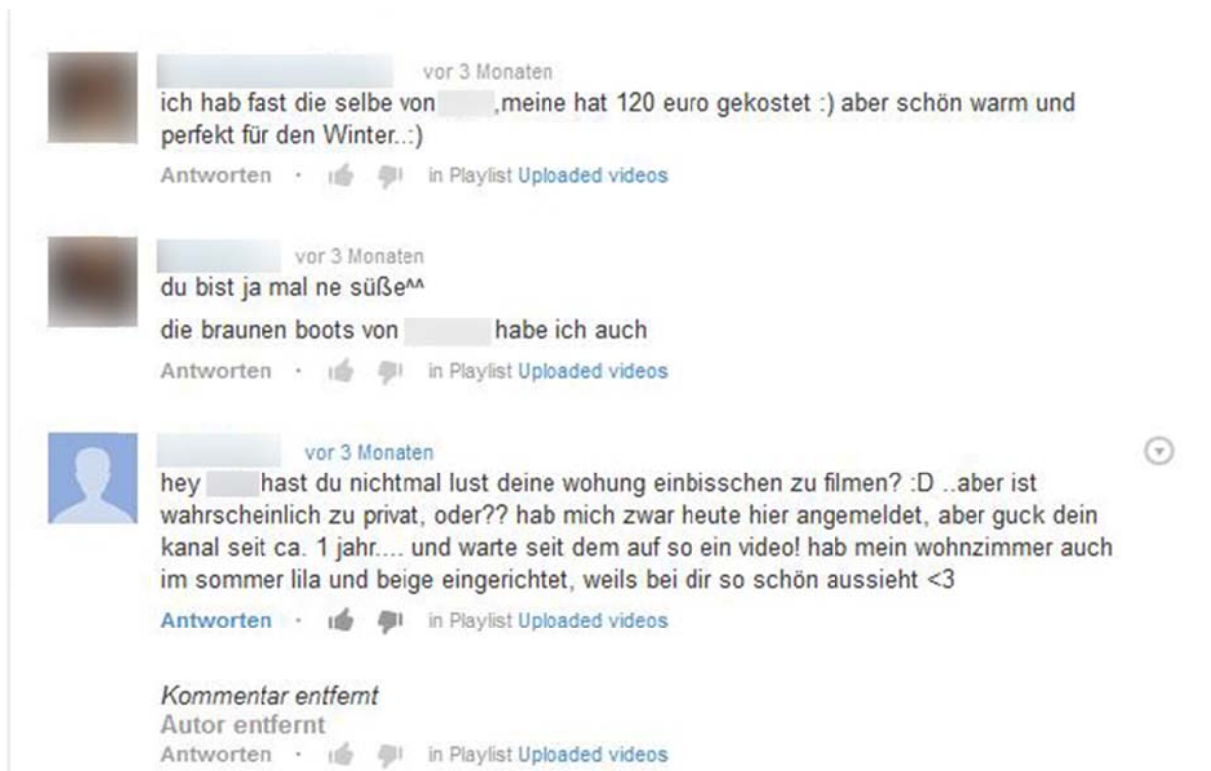 vor 3 Monaten
ich hab fast die selbe von ,meine hat 120 euro gekostet :) aber schön warm und
perfekt für den Winter..:)
Antworten · in Playlist Uploaded videos
vor 3 Monaten
du bist ja mal ne süße^^
die braunen boots von habe ich auch
Antworten · in Playlist Uploaded videos
vor 3 Monaten
hey hast du nichtmal lust deine wohung einbisschen zu filmen? :D ..aber ist
wahrscheinlich zu privat, oder?? hab mich zwar heute hier angemeldet, aber guck dein
kanal seit ca. 1 jahr.... und warte seit dem auf so ein video! hab mein wohnzimmer auch
im sommer lila und beige eingerichtet, weils bei dir so schön aussieht <3
Antworten · in Playlist Uploaded videos
Kommentar entfernt
Autor entfernt
Antworten · in Playlist Uploaded videos